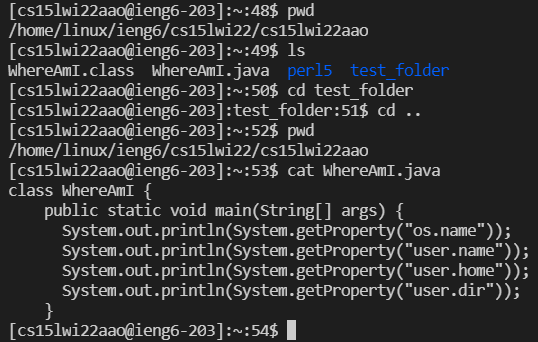 [cs15lwi22aao@ieng6-203]:~:48$ pwd
/home/linux/ieng6/cs15lwi22/cs15lwi22aao
[cs15lwi22aao@ieng6-203]:~:49$ ls
WhereAmI.class  WhereAmI.java  perl5  test_folder
[cs15lwi22aao@ieng6-203]:~:50$ cd test_folder
[cs15lwi22aao@ieng6-203]:test_folder:51$ cd ..
[cs15lwi22aao@ieng6-203]:~:52$ pwd
/home/linux/ieng6/cs15lwi22/cs15lwi22aao
[cs15lwi22aao@ieng6-203]:~:53$ cat WhereAmI.java
class WhereAmI {
    public static void main(String[] args) {
      System.out.println(System.getProperty("os.name"));
      System.out.println(System.getProperty("user.name"));
      System.out.println(System.getProperty("user.home"));
      System.out.println(System.getProperty("user.dir"));
    }
[cs15lwi22aao@ieng6-203]:~:54$